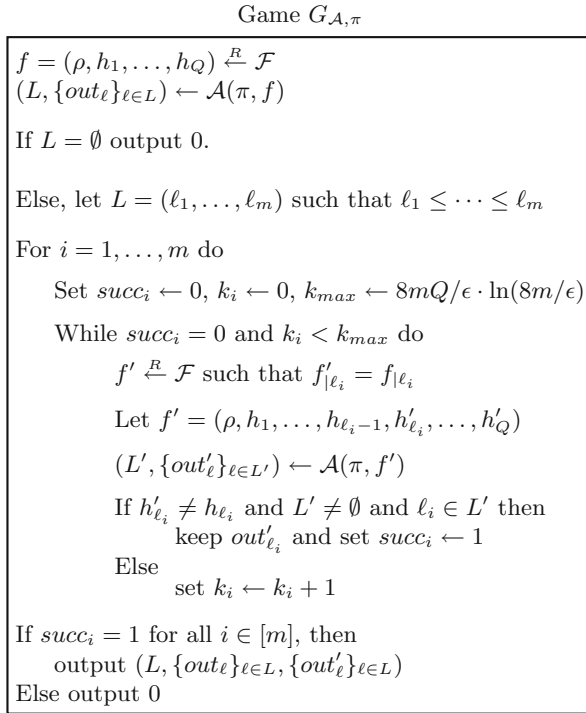 Game G_{𝒜,π}
f = (ρ, h_1, . . . , h_Q) ←^R ℱ
(L, {out_ℓ}_{ℓ∈L}) ← 𝒜(π, f)
If L = ∅ output 0.
Else, let L = (ℓ_1, . . . , ℓ_m) such that ℓ_1 ≤ · · · ≤ ℓ_m
For i = 1, . . . , m do
Set succ_i ← 0, k_i ← 0, k_{max} ← 8mQ/ϵ · ln(8m/ϵ)
While succ_i = 0 and k_i < k_{max} do
f′ ←^R ℱ such that f′_{|ℓ_i} = f_{|ℓ_i}
Let f′ = (ρ, h_1, . . . , h_{ℓ_i−1}, h′_{ℓ_i}, . . . , h′_Q)
(L′, {out′_ℓ}_{ℓ∈L′}) ← 𝒜(π, f′)
If h′_{ℓ_i} ≠ h_{ℓ_i} and L′ ≠ ∅ and ℓ_i ∈ L′ then
keep out′_{ℓ_i} and set succ_i ← 1
Else
set k_i ← k_i + 1
If succ_i = 1 for all i ∈ [m], then
output (L, {out_ℓ}_{ℓ∈L}, {out′_ℓ}_{ℓ∈L})
Else output 0